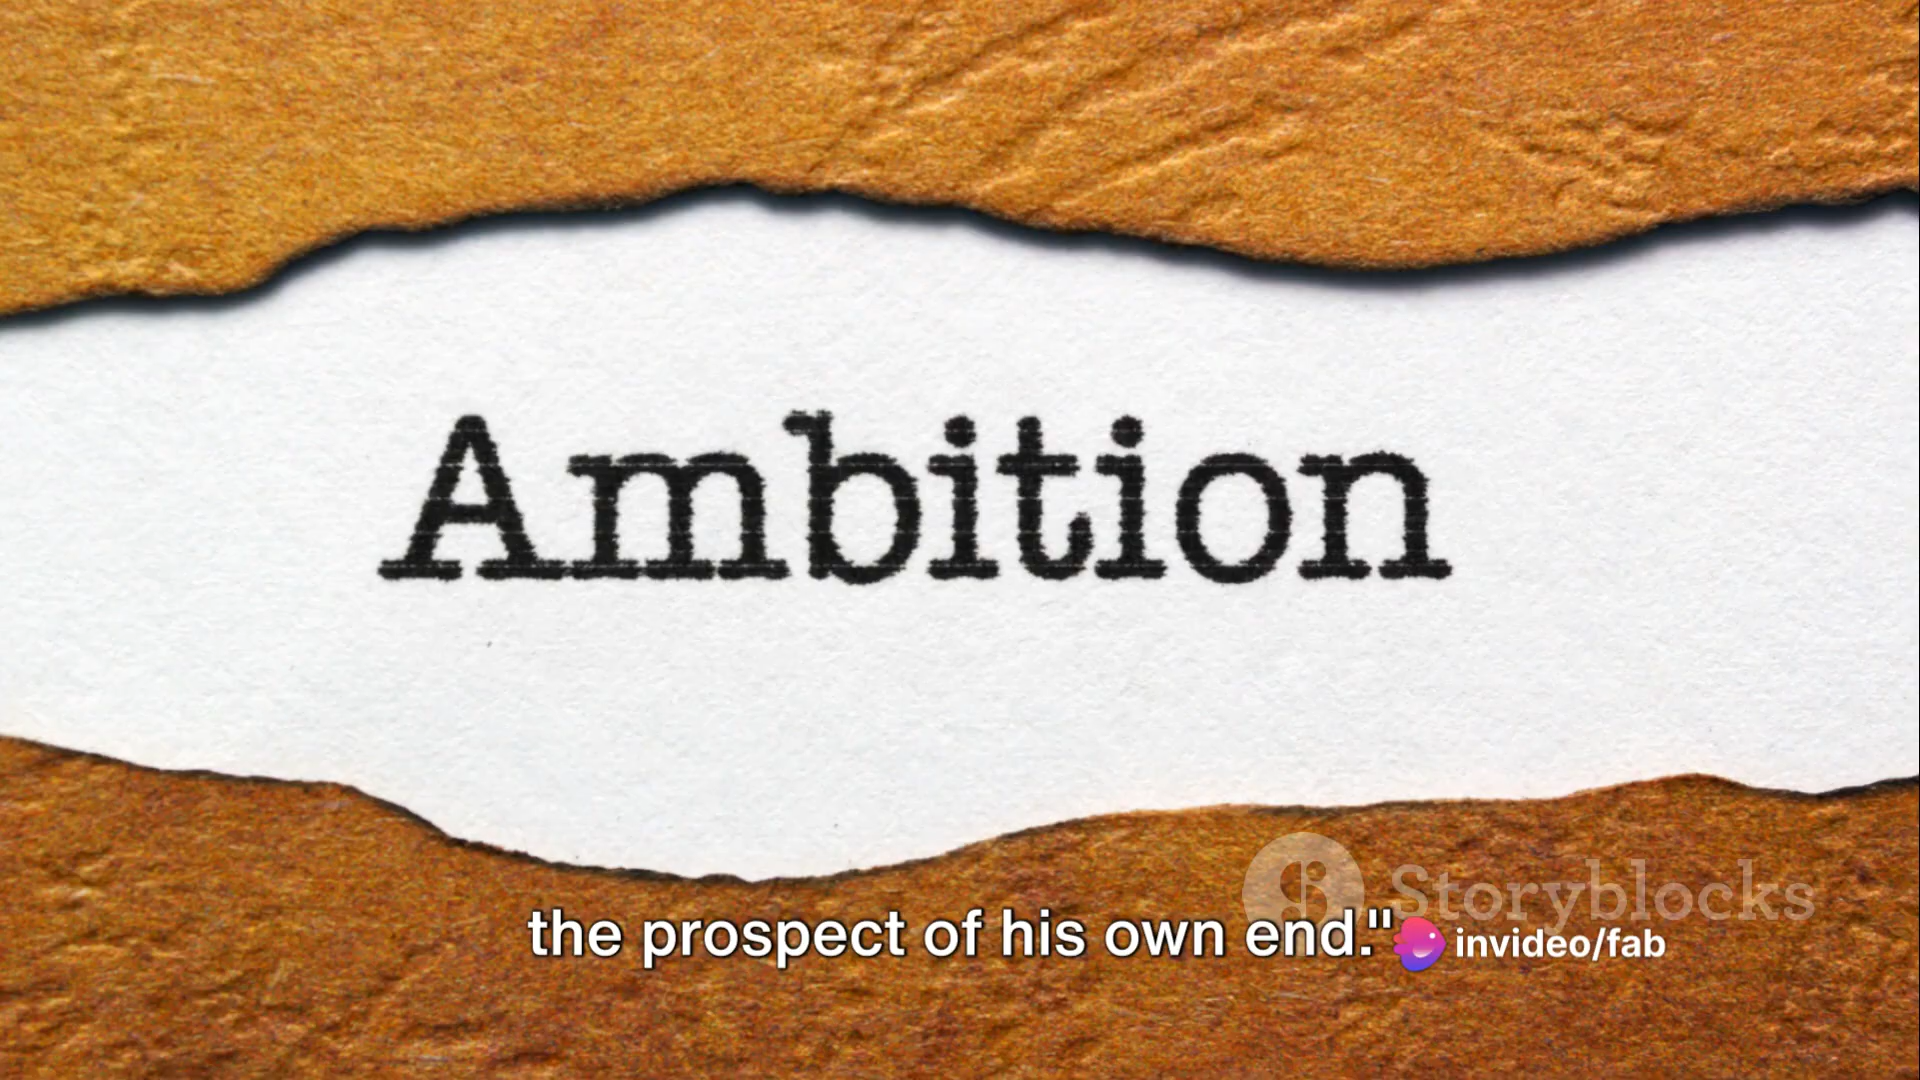 Ambition
Storyblocks
the prospect of his own end."
invideo/fab